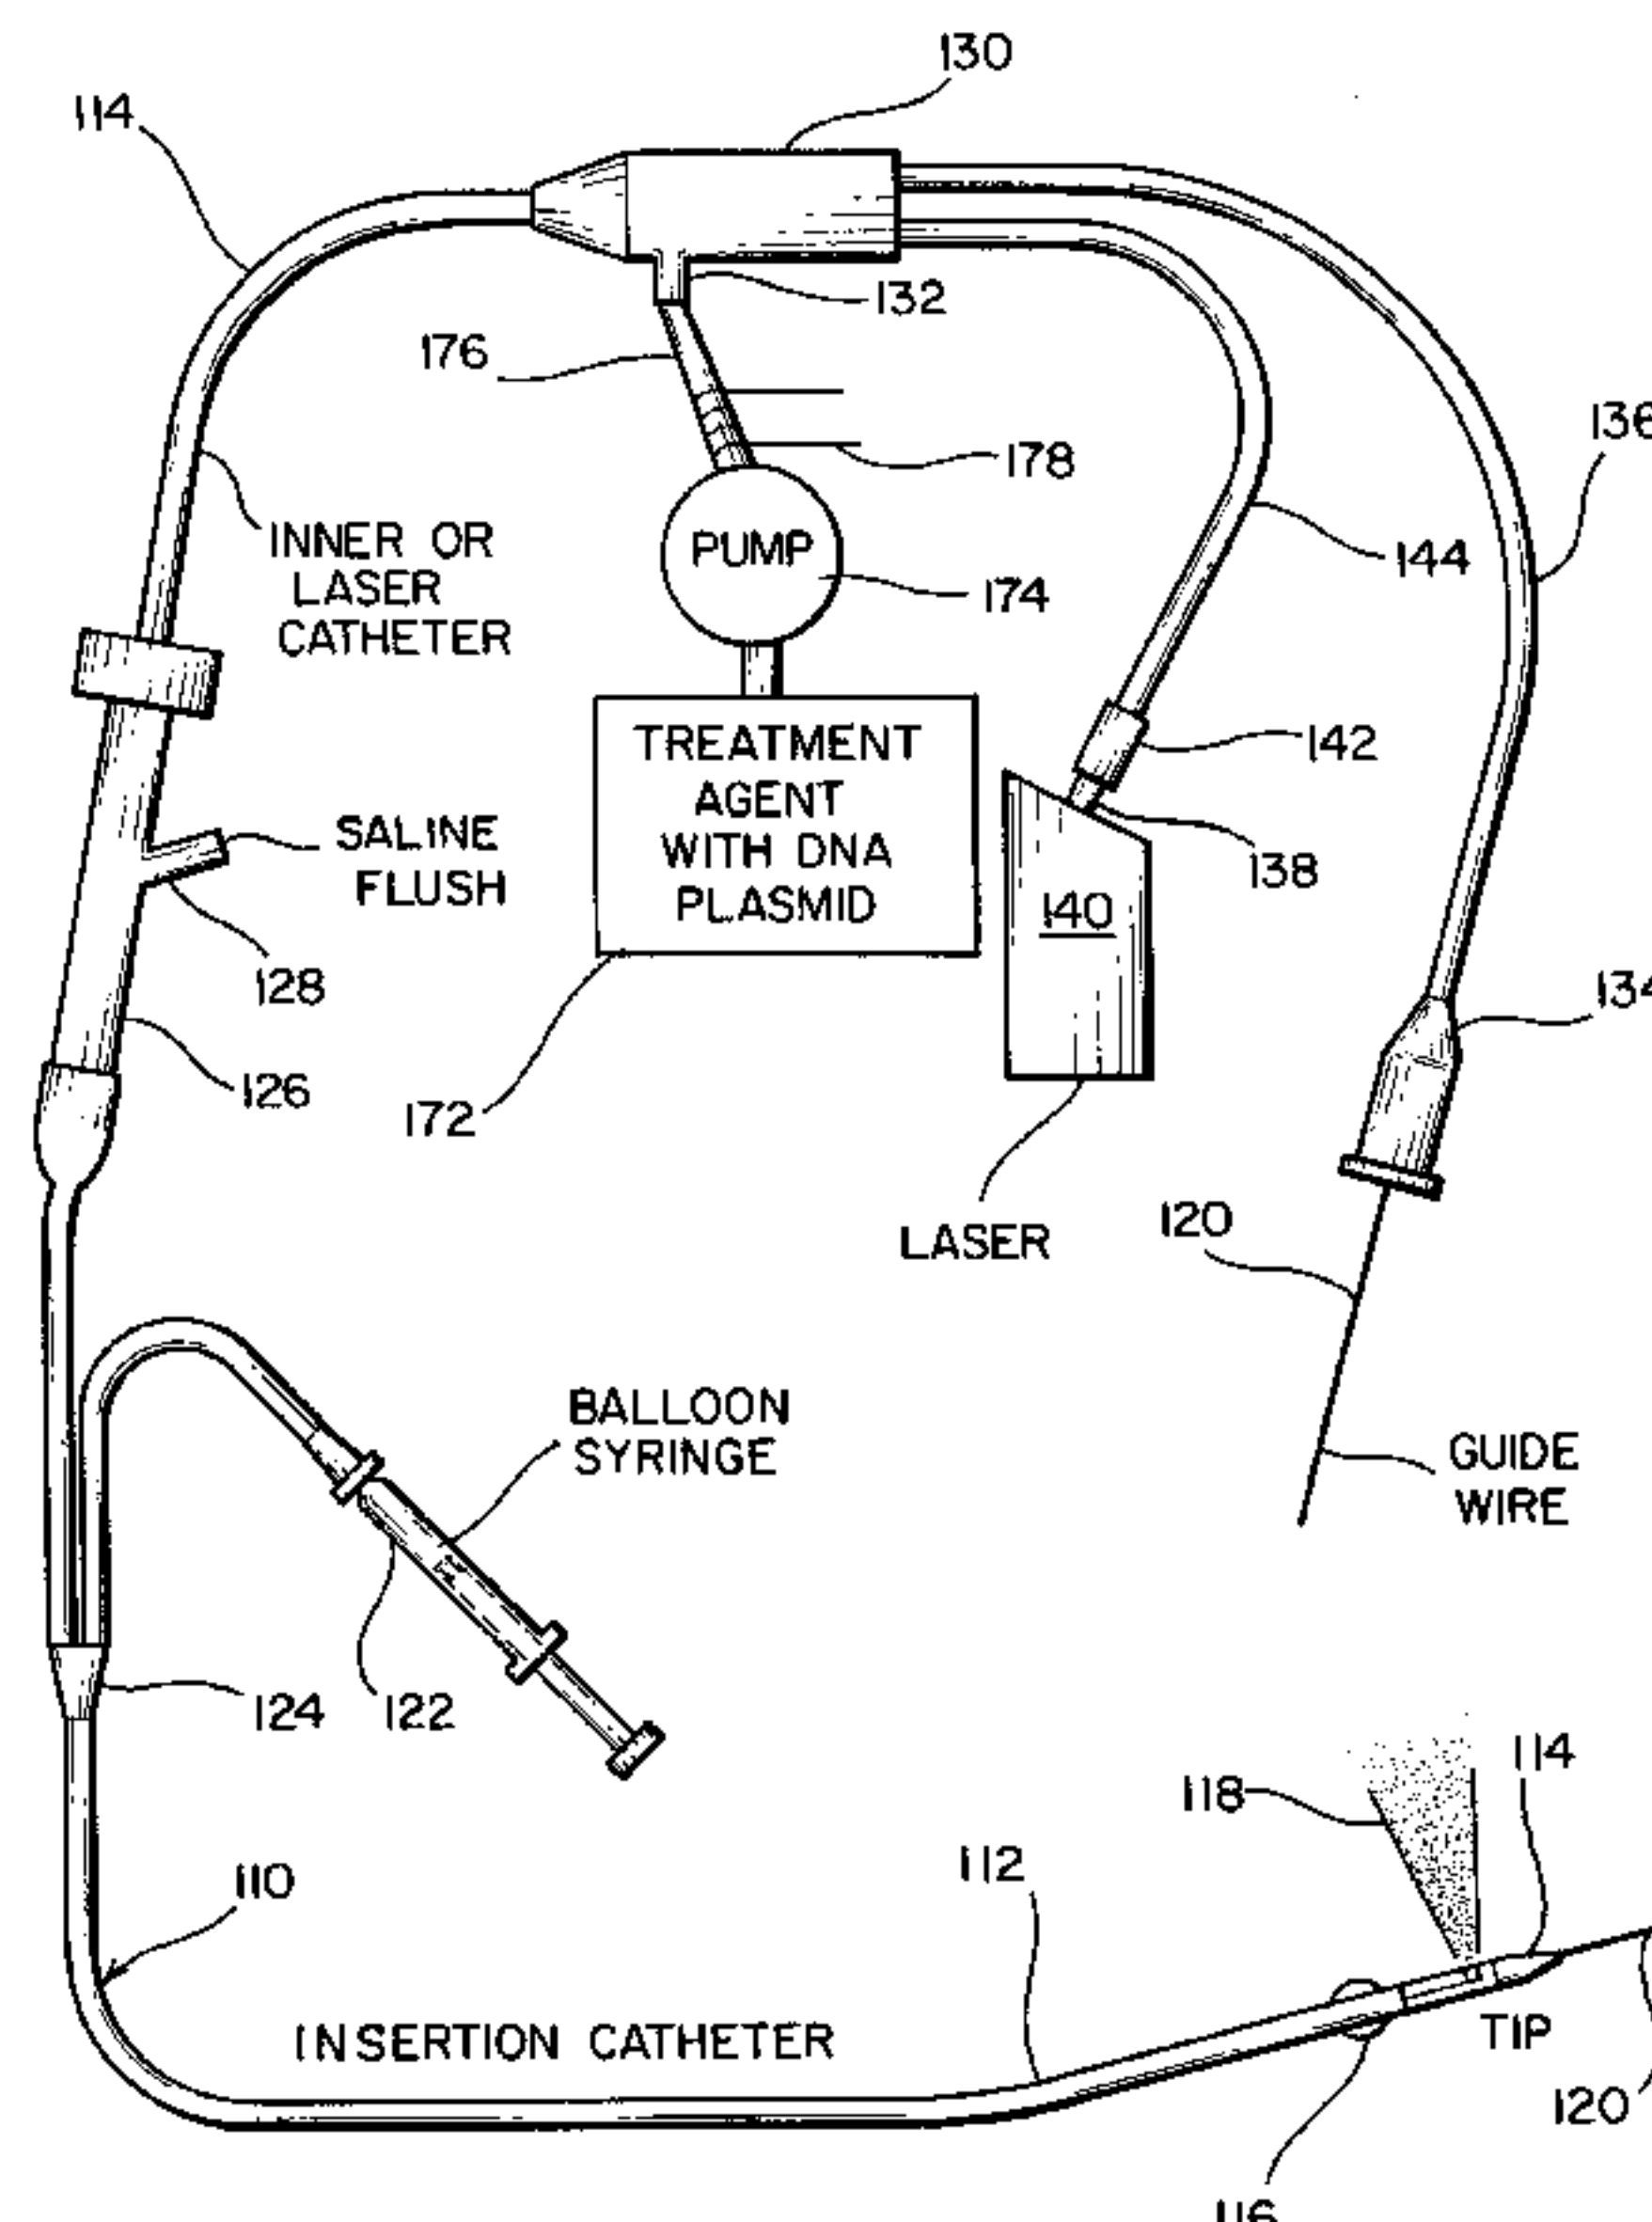 130
114
132
176
136
178
INNER OR
LASER
CATHETER
PUMP
144
174
TREATMENT
AGENT
WITH DNA
PLASMID
142
SALINE
FLUSH
138
140
128
134
126
172
LASER
120
BALLOON
SYRINGE
GUIDE
WIRE
124
122
114
118
112
110
INSERTION CATHETER
TIP
120
116